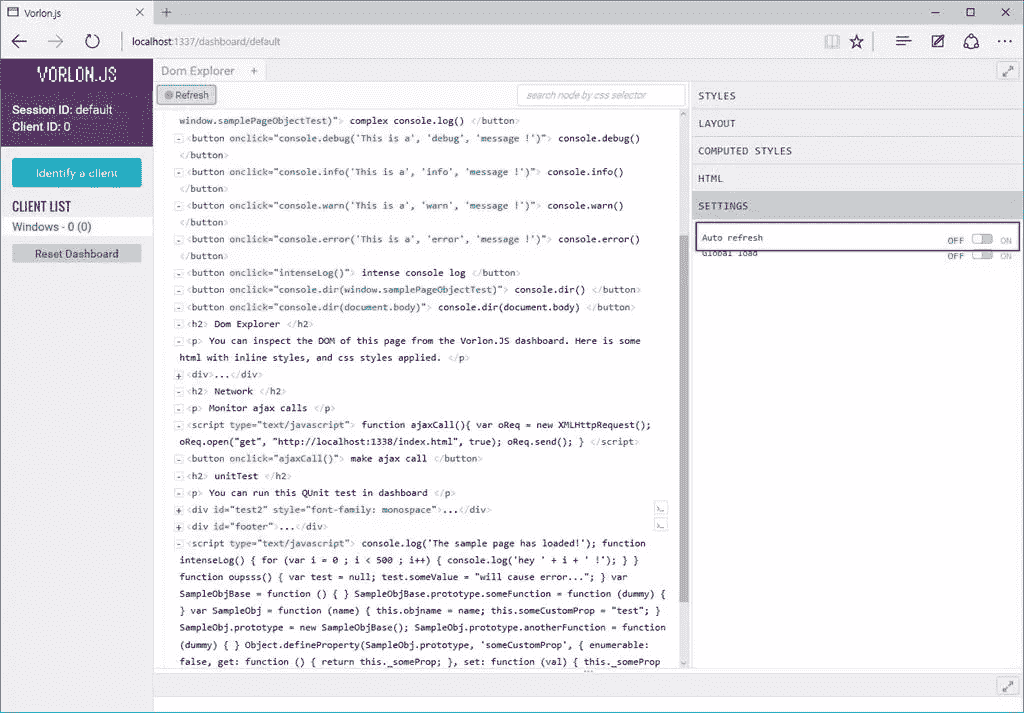 Vorlon.js
localhost:1337/dashboard/default
VORLON.JS
Session ID: default
Client ID: 0
Identify a client
CLIENT LIST
Windows - 0 (0)
Reset Dashboard
Dom Explorer +
Refresh
search node by css selector
window.samplePageObjectTest)"> complex console.log() </button>
- <button onclick="console.debug('This is a', 'debug', 'message !')"> console.debug()
</button>
- <button onclick="console.info('This is a', 'info', 'message !')"> console.info()
</button>
- <button onclick="console.warn('This is a', 'warn', 'message !')"> console.warn()
</button>
- <button onclick="console.error('This is a', 'error', 'message !')"> console.error()
</button>
- <button onclick="intenseLog()"> intense console log </button>
- <button onclick="console.dir(window.samplePageObjectTest)"> console.dir() </button>
- <button onclick="console.dir(document.body)"> console.dir(document.body) </button>
- <h2> Dom Explorer </h2>
- <p> You can inspect the DOM of this page from the Vorlon.JS dashboard. Here is some
html with inline styles, and css styles applied. </p>
+ <div>...</div>
- <h2> Network </h2>
- <p> Monitor ajax calls </p>
- <script type="text/javascript"> function ajaxCall(){ var oReq = new XMLHttpRequest();
oReq.open("get", "http://localhost:1338/index.html", true); oReq.send(); } </script>
- <button onclick="ajaxCall()"> make ajax call </button>
- <h2> unitTest </h2>
- <p> You can run this QUnit test in dashboard </p>
+ <div id="test2" style="font-family: monospace">...</div>
+ <div id="footer">...</div>
- <script type="text/javascript"> console.log('The sample page has loaded!'); function
intenseLog() { for (var i = 0 ; i < 500 ; i++) { console.log('hey ' + i + ' !'); } }
function oupsss() { var test = null; test.someValue = "will cause error..."; } var
SampleObjBase = function () { } SampleObjBase.prototype.someFunction = function (dummy) {
} var SampleObj = function (name) { this.objname = name; this.someCustomProp = "test"; }
SampleObj.prototype = new SampleObjBase(); SampleObj.prototype.anotherFunction = function
(dummy) { } Object.defineProperty(SampleObj.prototype, 'someCustomProp', { enumerable:
false, get: function () { return this._someProp; }, set: function (val) { this._someProp
STYLES
LAYOUT
COMPUTED STYLES
HTML
SETTINGS
Auto refresh OFF ON
Global load OFF ON